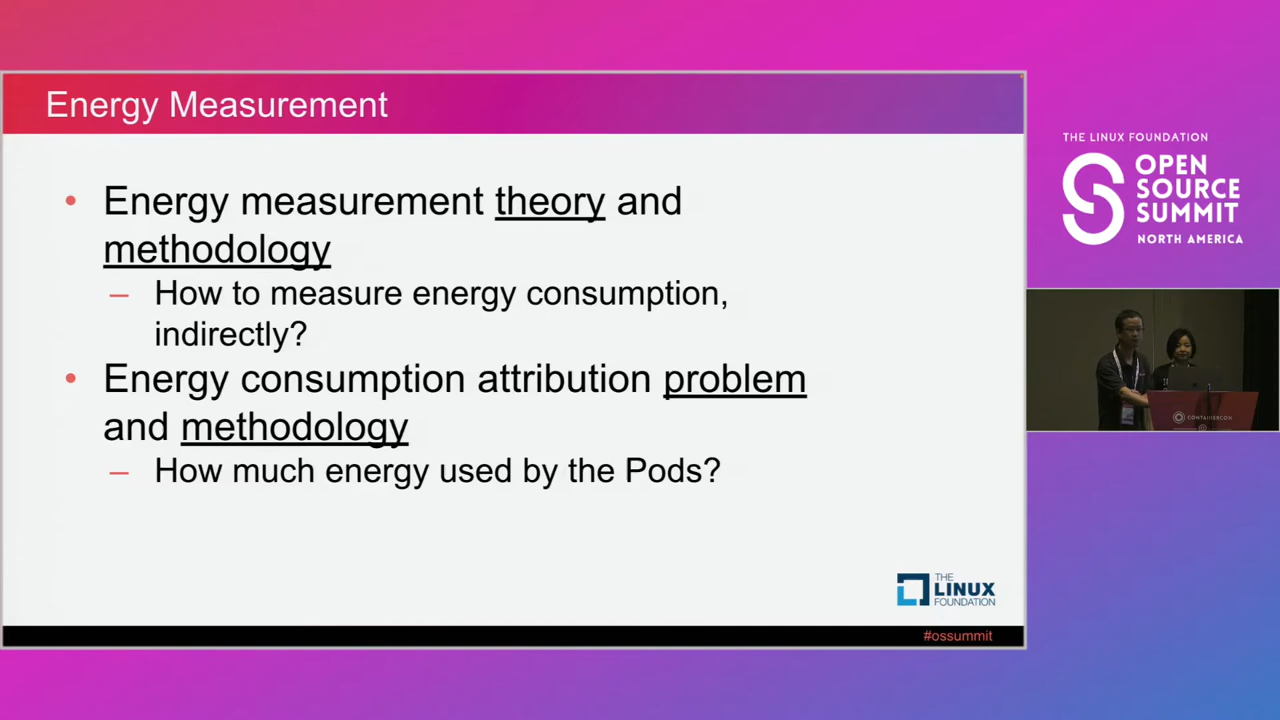 Energy Measurement
• Energy measurement theory and
methodology
– How to measure energy consumption,
indirectly?
• Energy consumption attribution problem
and methodology
– How much energy used by the Pods?
THE
LINUX
FOUNDATION
#ossummit
THE LINUX FOUNDATION
OPEN
SOURCE
SUMMIT
NORTH AMERICA
CONTAINERCON